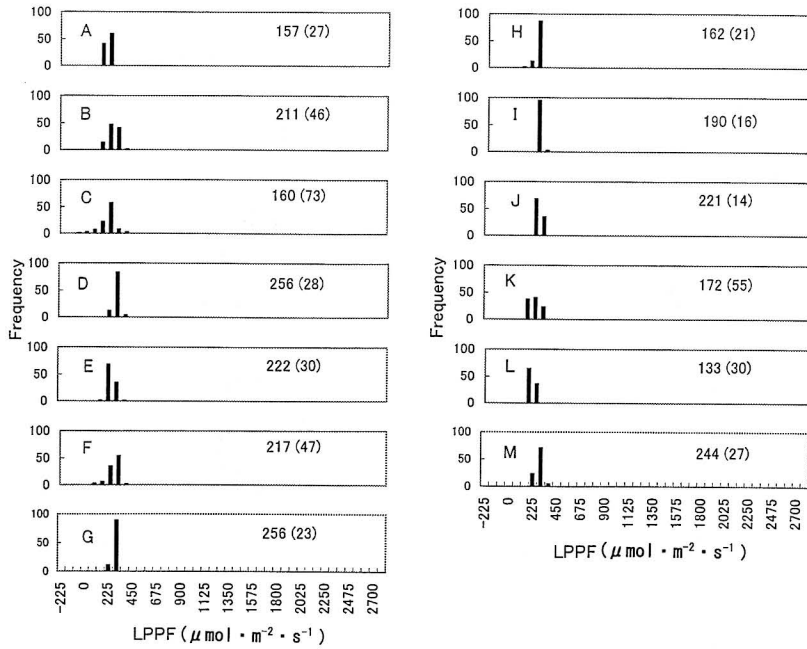 100
50
0
A
157 (27)
100
50
0
B
211 (46)
100
50
0
C
160 (73)
100
50
0
D
256 (28)
100
50
0
E
222 (30)
100
50
0
F
217 (47)
100
50
0
G
256 (23)
Frequency
-225 0 225 450 675 900 1125 1350 1575 1800 2025 2250 2475 2700
LPPF (μmol・m⁻²・s⁻¹)
100
50
0
H
162 (21)
100
50
0
I
190 (16)
100
50
0
J
221 (14)
100
50
0
K
172 (55)
100
50
0
L
133 (30)
100
50
0
M
244 (27)
Frequency
-225 0 225 450 675 900 1125 1350 1575 1800 2025 2250 2475 2700
LPPF (μmol・m⁻²・s⁻¹)